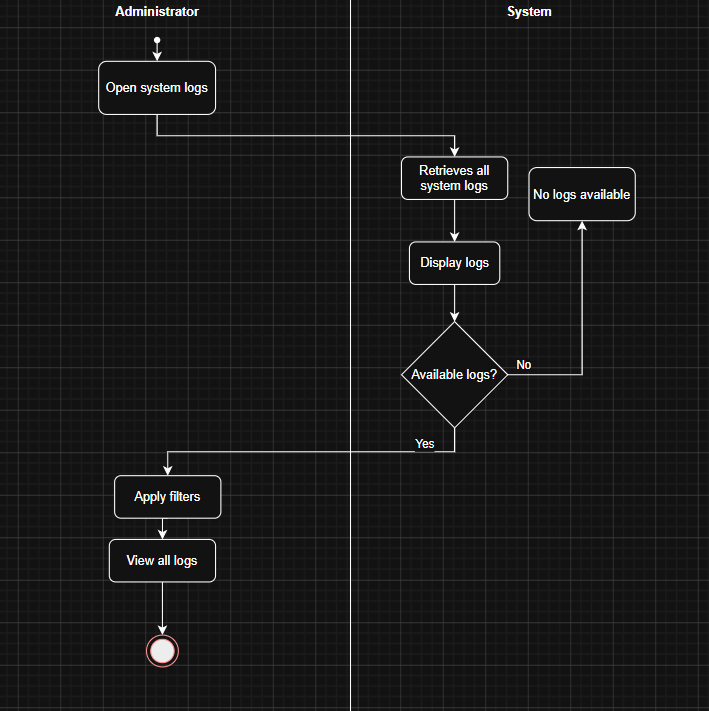 Administrator
System
Open system logs
Retrieves all
system logs
No logs available
Display logs
Available logs?
No
Yes
Apply filters
View all logs